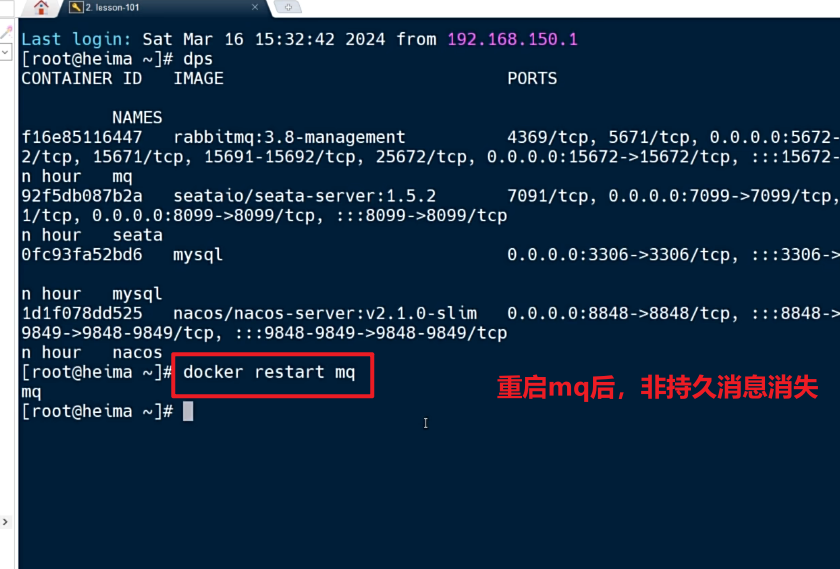 2. lesson-101
Last login: Sat Mar 16 15:32:42 2024 from 192.168.150.1
[root@heima ~]# dps
CONTAINER ID   IMAGE                          PORTS
NAMES
f16e85116447   rabbitmq:3.8-management        4369/tcp, 5671/tcp, 0.0.0.0:5672-
2/tcp, 15671/tcp, 15691-15692/tcp, 25672/tcp, 0.0.0.0:15672->15672/tcp, :::15672-
n hour   mq
92f5db087b2a   seataio/seata-server:1.5.2     7091/tcp, 0.0.0.0:7099->7099/tcp,
1/tcp, 0.0.0.0:8099->8099/tcp, :::8099->8099/tcp
n hour   seata
0fc93fa52bd6   mysql                          0.0.0.0:3306->3306/tcp, :::3306->
n hour   mysql
1d1f078dd525   nacos/nacos-server:v2.1.0-slim   0.0.0.0:8848->8848/tcp, :::8848->
9849->9848-9849/tcp, :::9848-9849->9848-9849/tcp
n hour   nacos
[root@heima ~]# docker restart mq
mq
[root@heima ~]#
重启mq后，非持久消息消失